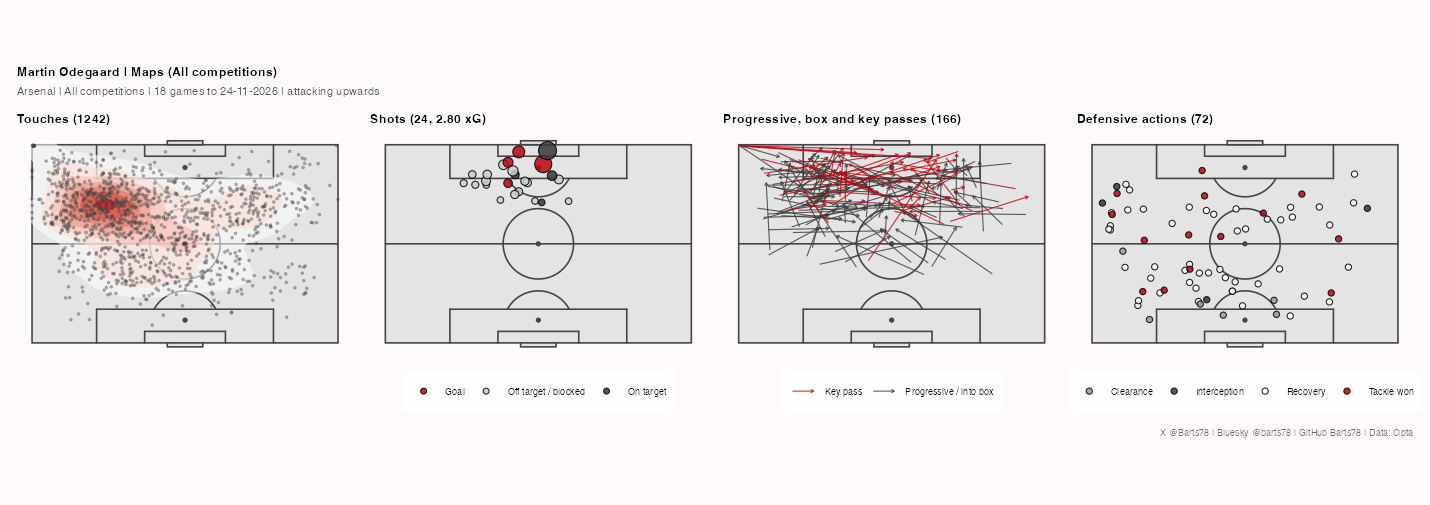 Martin Ødegaard | Maps (All competitions)
Arsenal | All competitions | 18 games to 24-11-2026 | attacking upwards
Touches (1242)
Shots (24, 2.80 xG)
Progressive, box and key passes (166)
Defensive actions (72)
Goal
Off target / blocked
On target
Key pass
Progressive / into box
Clearance
Interception
Recovery
Tackle won
X @Barts78 | Bluesky @barts78 | GitHub Barts78 | Data: Opta